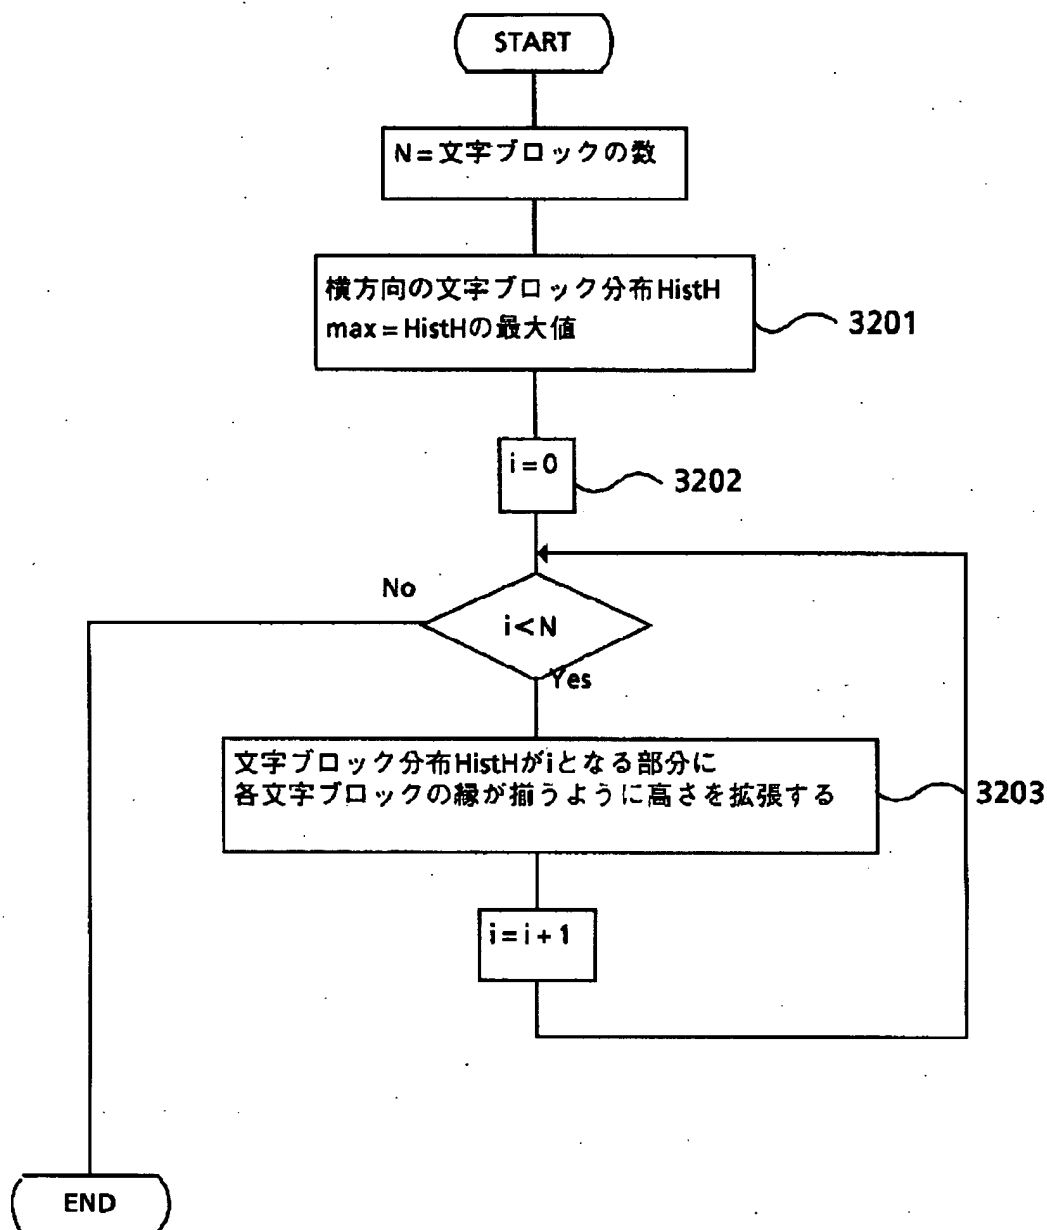 START
N=文字ブロックの数
横方向の文字ブロック分布HistH
max=HistHの最大値
3201
i=0
3202
No
i<N
Yes
文字ブロック分布HistHがiとなる部分に
各文字ブロックの縁が揃うように高さを拡張する
3203
i=i+1
END